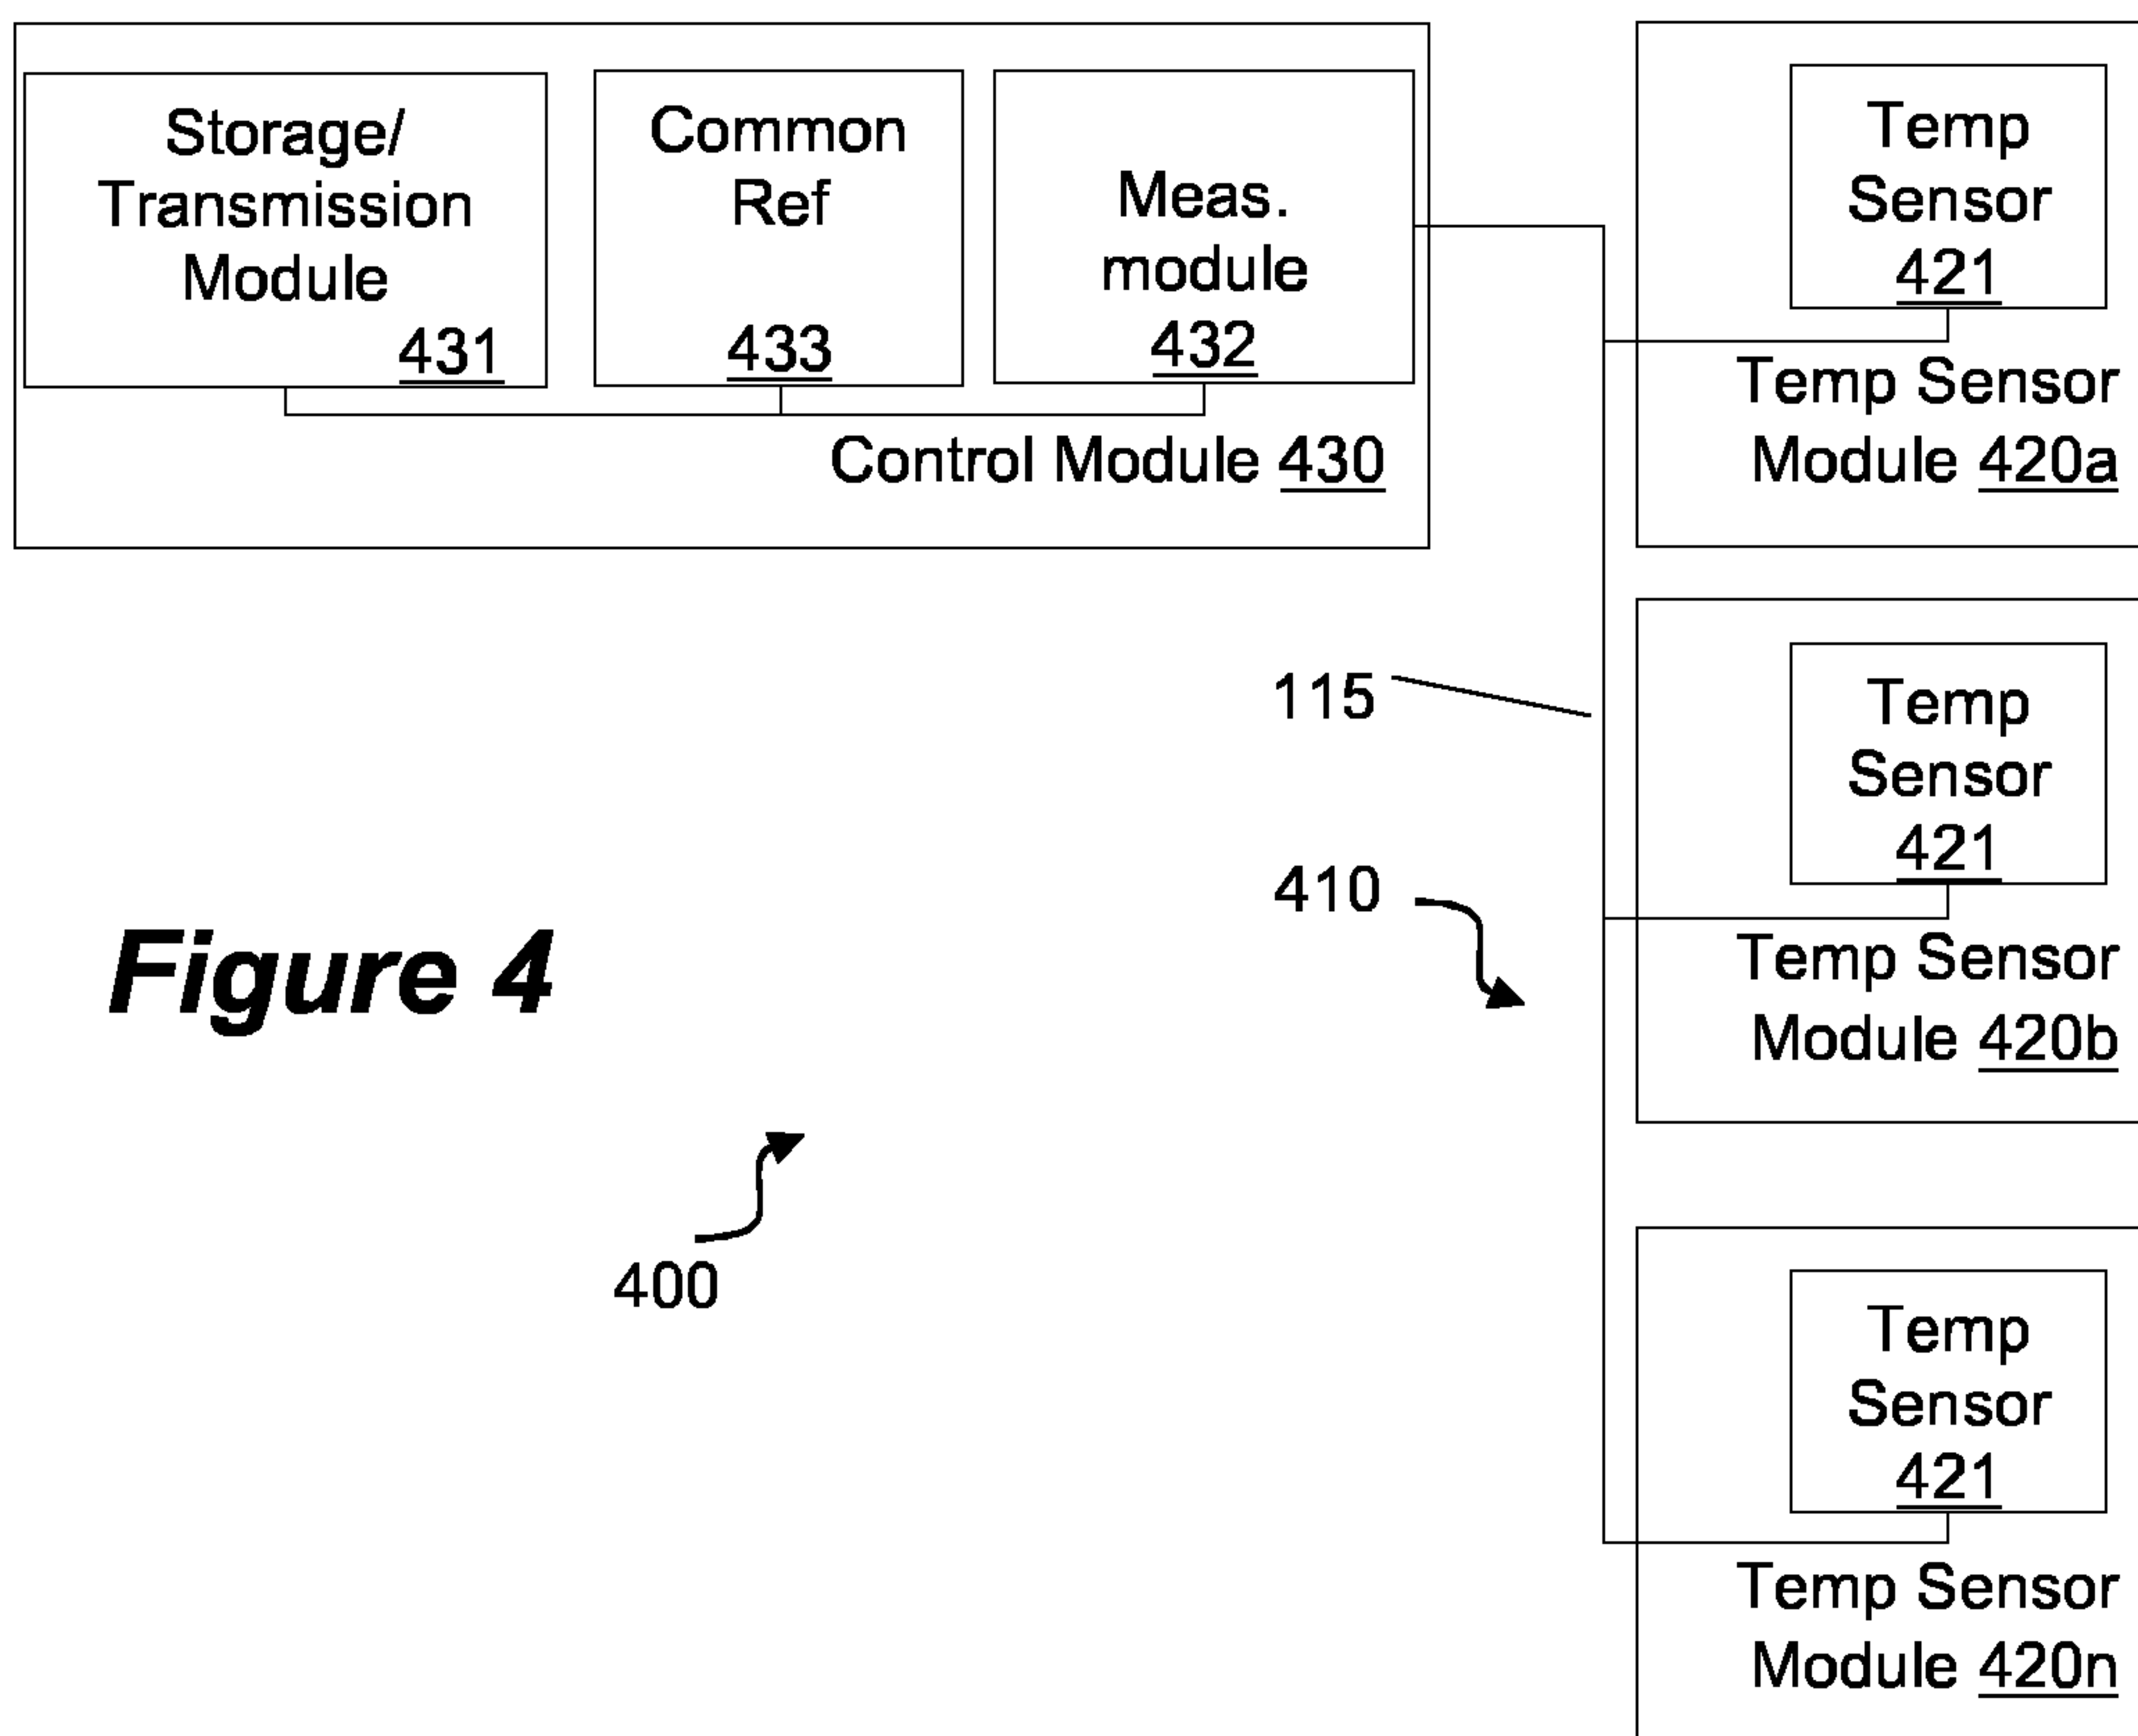 Storage/
Transmission
Module
431
Common
Ref
433
Meas.
module
432
Control Module 430
Temp
Sensor
421
Temp Sensor
Module 420a
115
Temp
Sensor
421
Temp Sensor
Module 420b
410
Figure 4
400
Temp
Sensor
421
Temp Sensor
Module 420n